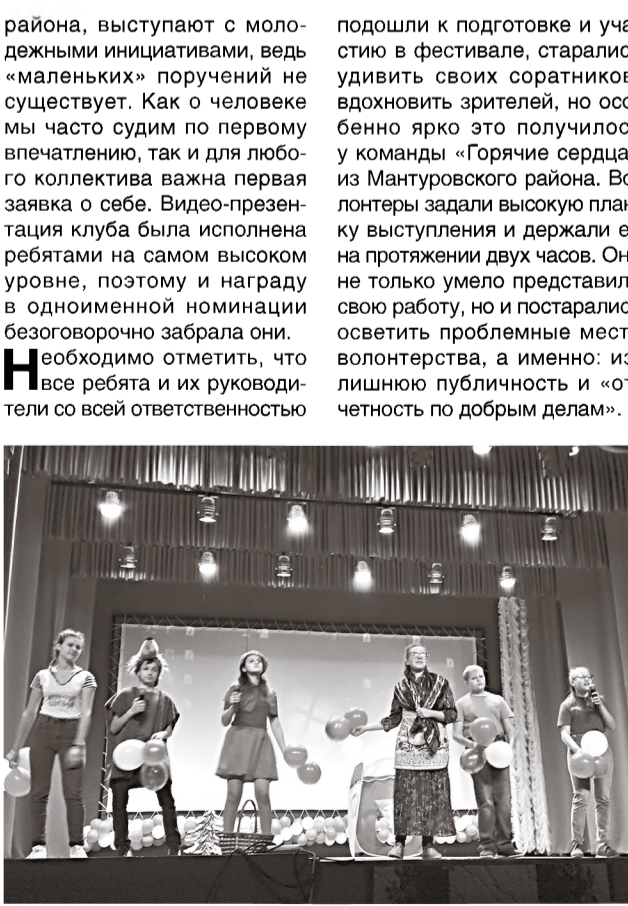 района, выступают с моло-
дежными инициативами, ведь
«маленьких» поручений не
существует. Как о человеке
мы часто судим по первому
впечатлению, так и для любо-
го коллектива важна первая
заявка о себе. Видео-презен-
тация клуба была исполнена
ребятами на самом высоком
уровне, поэтому и награду
в одноименной номинации
безоговорочно забрала они.
Необходимо отметить, что
все ребята и их руководи-
тели со всей ответственностью
подошли к подготовке и уча
стию в фестивале, старалис
удивить своих соратников
вдохновить зрителей, но осо
бенно ярко это получилос
у команды «Горячие сердца
из Мантуровского района. Во
лонтеры задали высокую план
ку выступления и держали е
на протяжении двух часов. Он
не только умело представил
свою работу, но и постаралис
осветить проблемные мест
волонтерства, а именно: из
лишнюю публичность и «от
четность по добрым делам».